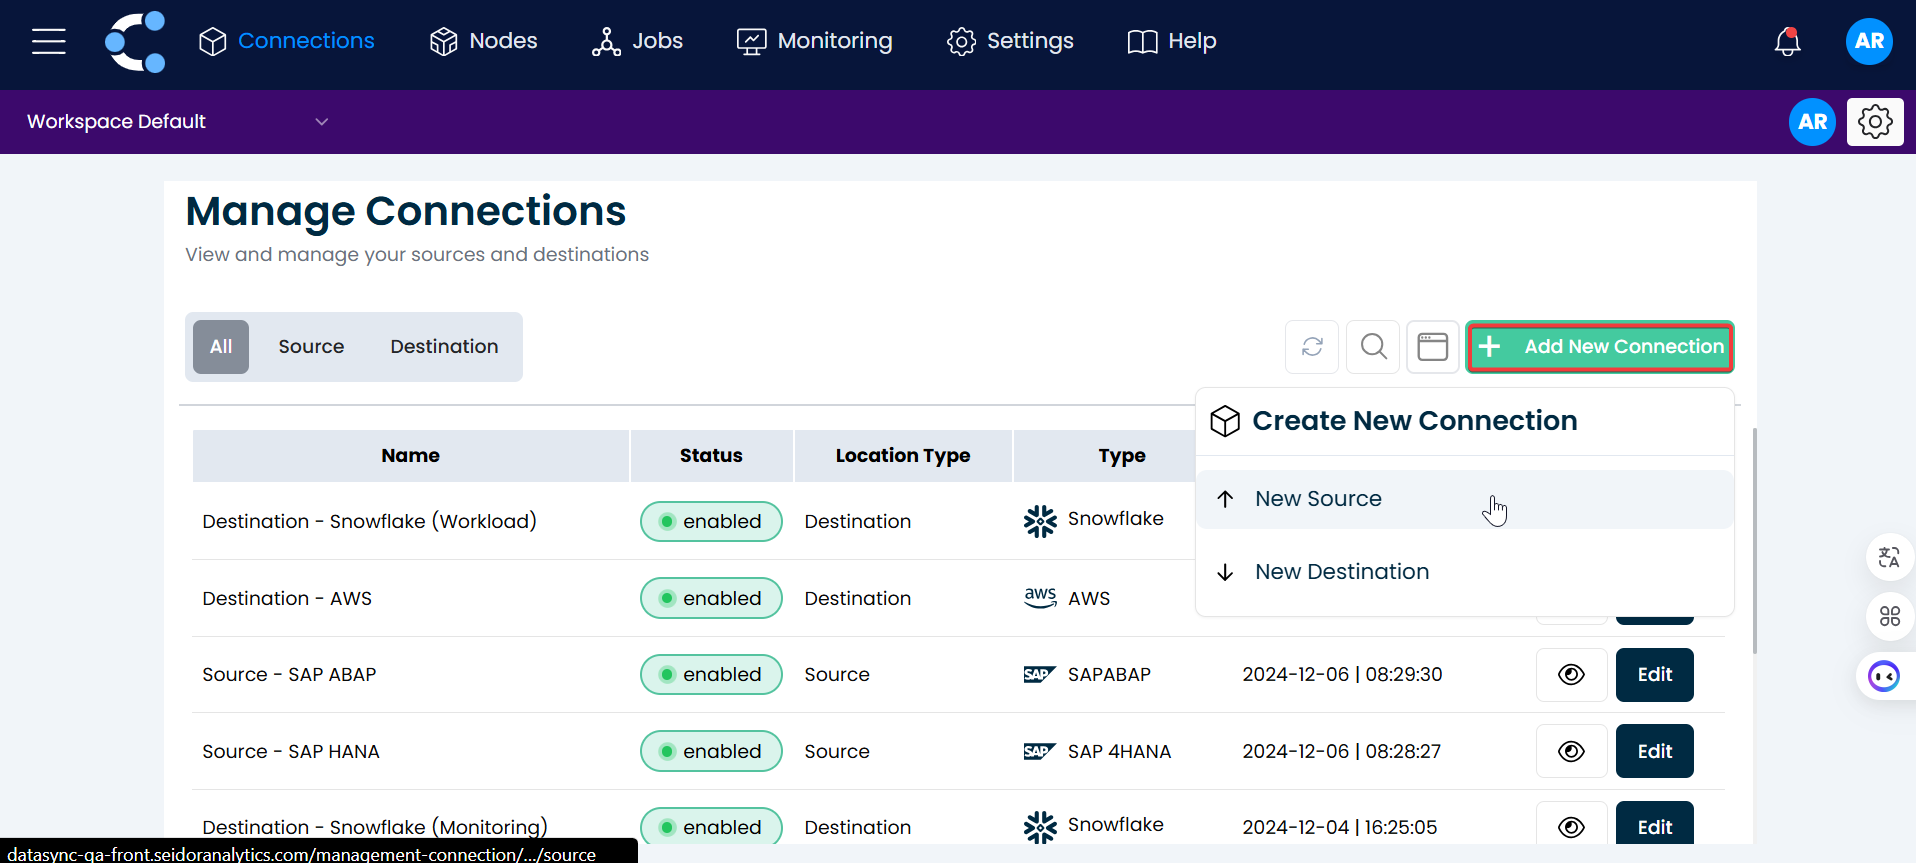 Connections Nodes Jobs Monitoring Settings Help AR
Workspace Default AR
Manage Connections
View and manage your sources and destinations
All Source Destination + Add New Connection
Create New Connection
New Source
New Destination
Name Status Location Type Type
Destination - Snowflake (Workload) enabled Destination Snowflake
Destination - AWS enabled Destination aws AWS
Source - SAP ABAP enabled Source SAP SAPABAP 2024-12-06 | 08:29:30 Edit
Source - SAP HANA enabled Source SAP SAP 4HANA 2024-12-06 | 08:28:27 Edit
Destination - Snowflake (Monitoring) enabled Destination Snowflake 2024-12-04 | 16:25:05 Edit
datasync-qa-front.seidoranalytics.com/management-connection/.../source